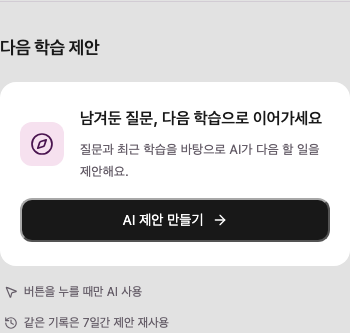 다음 학습 제안
남겨둔 질문, 다음 학습으로 이어가세요
질문과 최근 학습을 바탕으로 AI가 다음 할 일을
제안해요.
AI 제안 만들기 →
버튼을 누를 때만 AI 사용
같은 기록은 7일간 제안 재사용